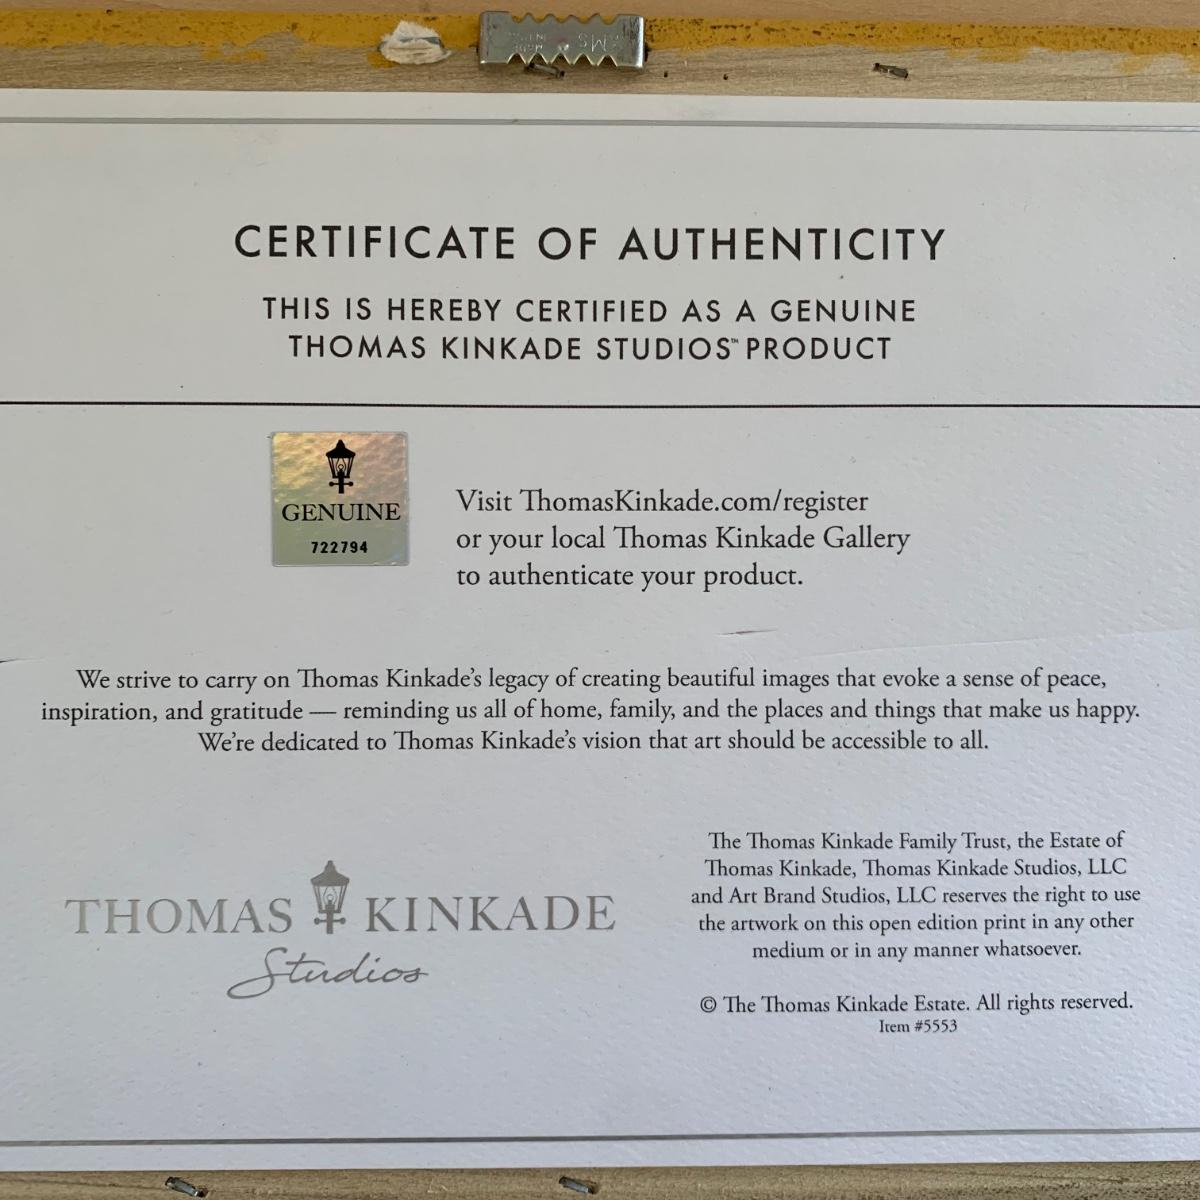 CERTIFICATE OF AUTHENTICITY
THIS IS HEREBY CERTIFIED AS A GENUINE
THOMAS KINKADE STUDIOS™ PRODUCT
GENUINE
722794
Visit ThomasKinkade.com/register
or your local Thomas Kinkade Gallery
to authenticate your product.
We strive to carry on Thomas Kinkade's legacy of creating beautiful images that evoke a sense of peace,
inspiration, and gratitude — reminding us all of home, family, and the places and things that make us happy.
We're dedicated to Thomas Kinkade's vision that art should be accessible to all.
THOMAS KINKADE
Studios
The Thomas Kinkade Family Trust, the Estate of
Thomas Kinkade, Thomas Kinkade Studios, LLC
and Art Brand Studios, LLC reserves the right to use
the artwork on this open edition print in any other
medium or in any manner whatsoever.
© The Thomas Kinkade Estate. All rights reserved.
Item #5553